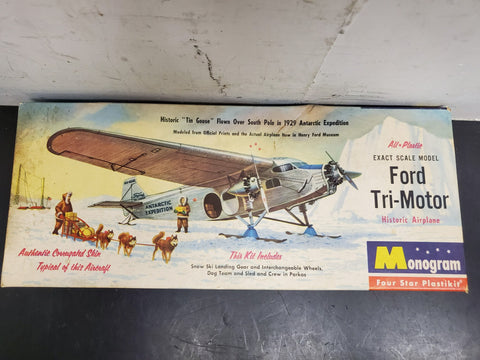 Historic "Tin Goose" Flown Over South Pole in 1929 Antarctic Expedition
Modeled from Official Prints and the Actual Airplane Now in Henry Ford Museum
All-Plastic
EXACT SCALE MODEL
Ford
Tri-Motor
Historic Airplane
ANTARCTIC
EXPEDITION
Authentic Corrugated Skin
Typical of this Aircraft
This Kit Includes
Snow Ski Landing Gear and Interchangeable Wheels,
Dog Team and Sled and Crew in Parkas
Monogram
Four Star Plastikit